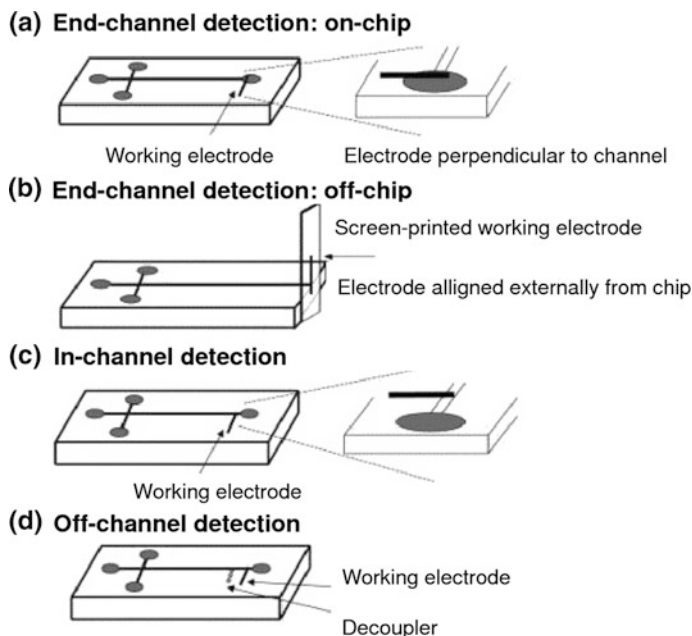 (a) End-channel detection: on-chip
Working electrode
Electrode perpendicular to channel
(b) End-channel detection: off-chip
Screen-printed working electrode
Electrode alligned externally from chip
(c) In-channel detection
Working electrode
(d) Off-channel detection
Working electrode
Decoupler